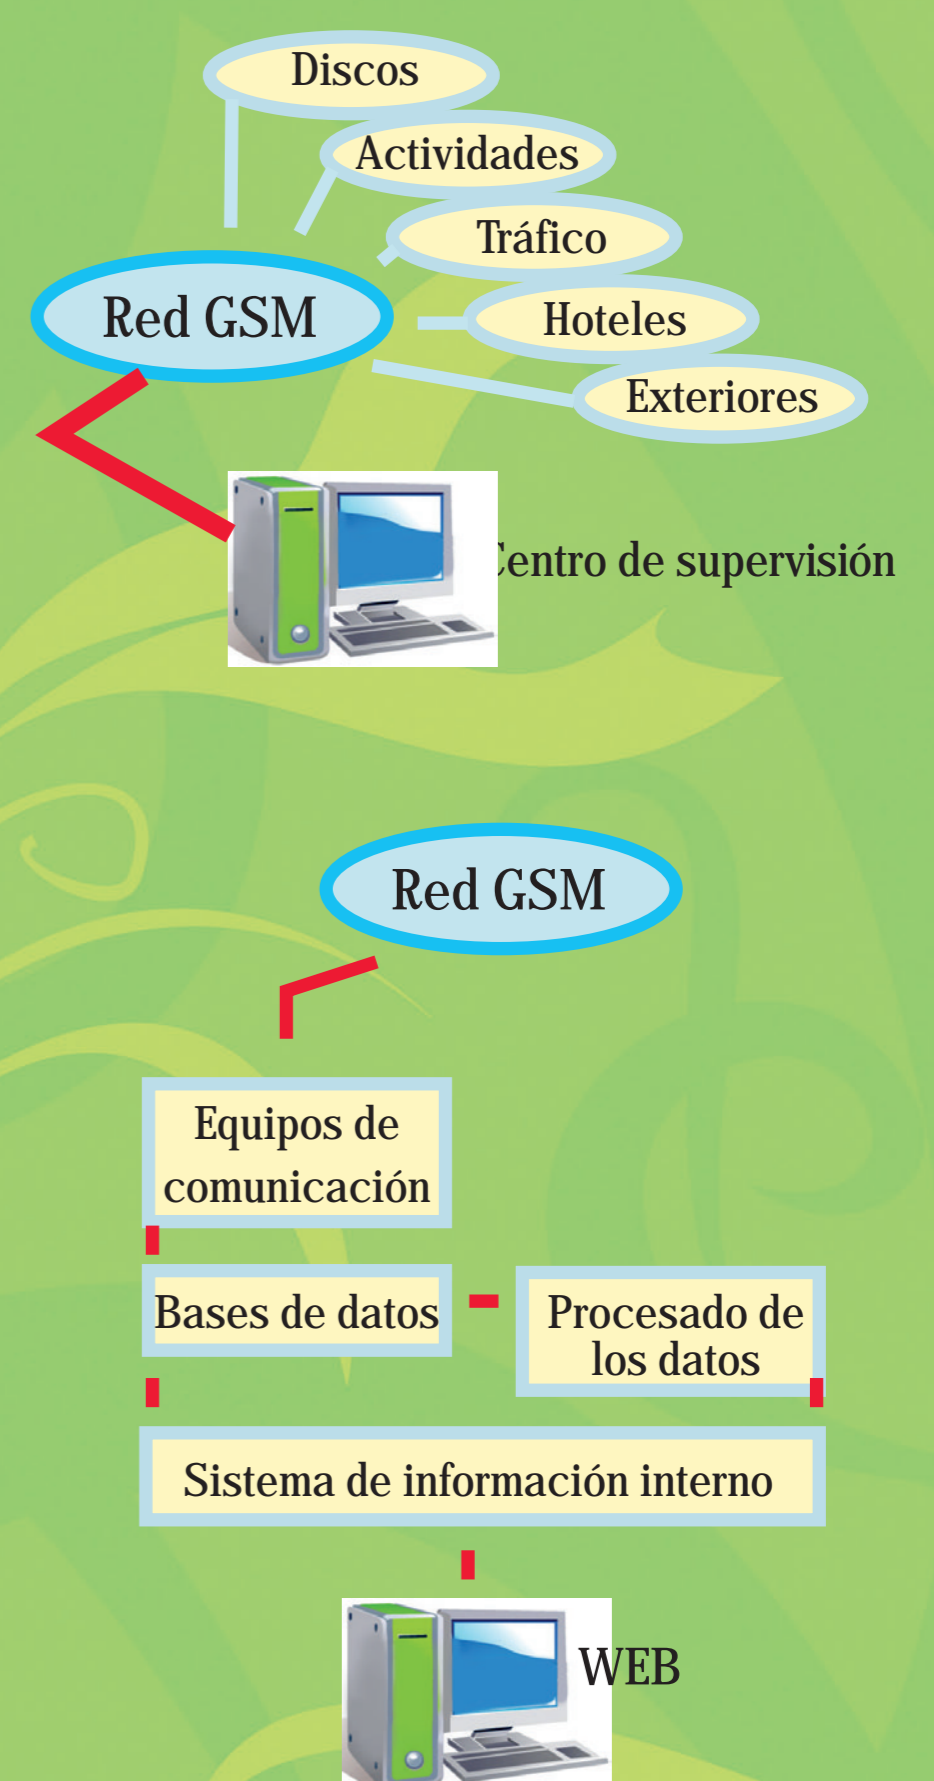 Discos
Actividades
Tráfico
Red GSM
Hoteles
Exteriores
Centro de supervisión
Red GSM
Equipos de
comunicación
Bases de datos
Procesado de
los datos
Sistema de información interno
WEB